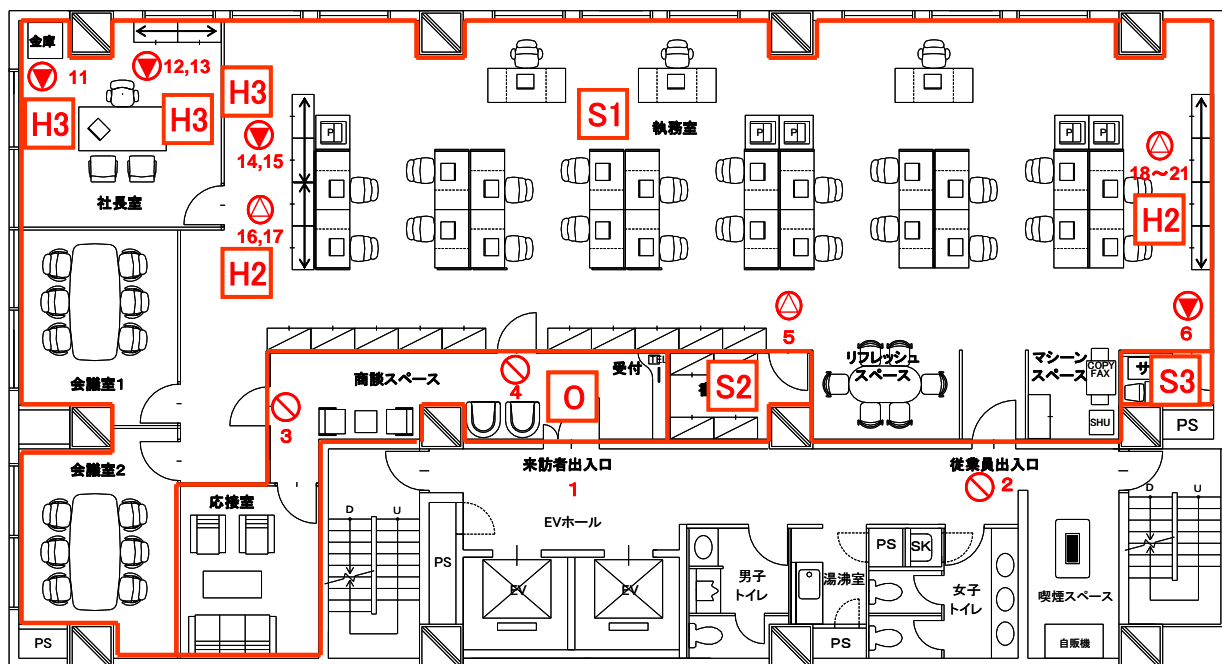 金庫
11
12,13
H3
H3
H3
S1
執務室
P
P
P
P
P
14,15
18～21
社長室
16,17
H2
H2
5
6
会議室1
商談スペース
4
受付
TEL
O
S2
リフレッシュ
スペース
マシーン
スペース
COPY
FAX
サ
S3
SHU
PS
3
会議室2
応接室
来訪者出入口
1
従業員出入口
2
EVホール
D
U
D
U
PS
EV
EV
男子
トイレ
湯沸室
PS
SK
女子
トイレ
喫煙スペース
自販機
PS
PS